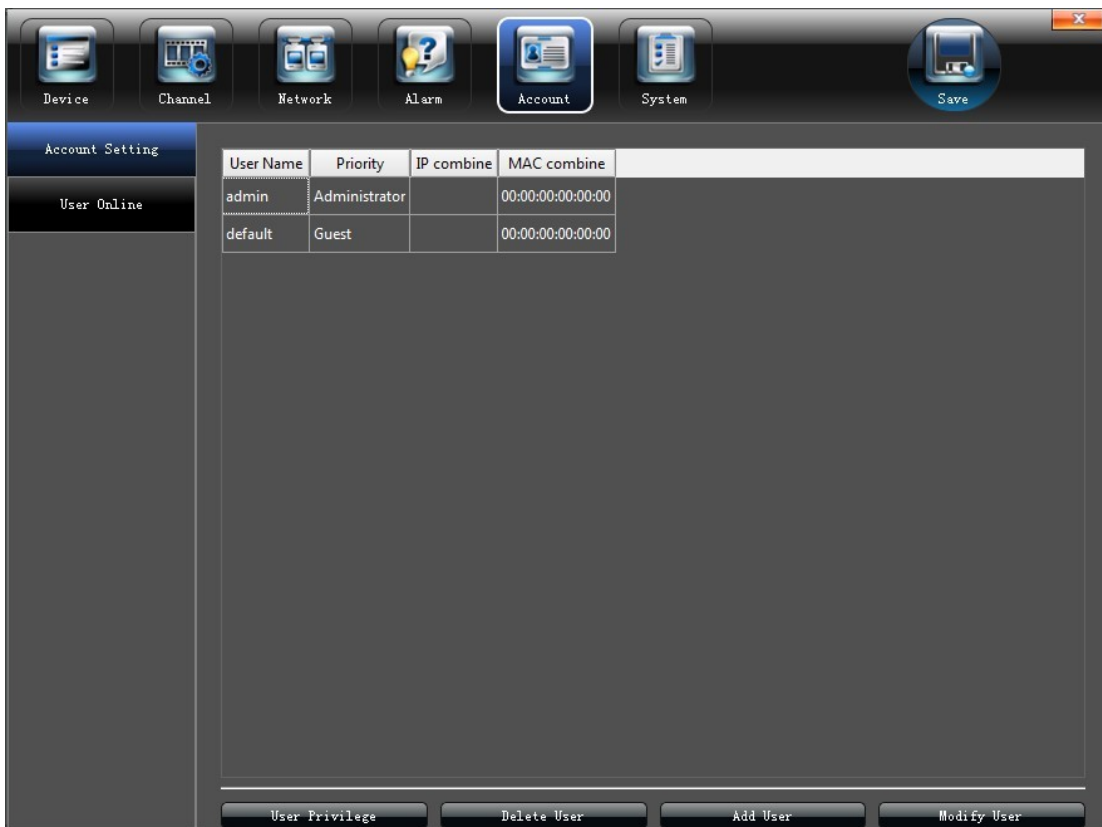 Device Channel Network Alarm Account System Save
Account Setting
User Online
User Name Priority IP combine MAC combine
admin Administrator 00:00:00:00:00:00
default Guest 00:00:00:00:00:00
User Privilege Delete User Add User Modify User